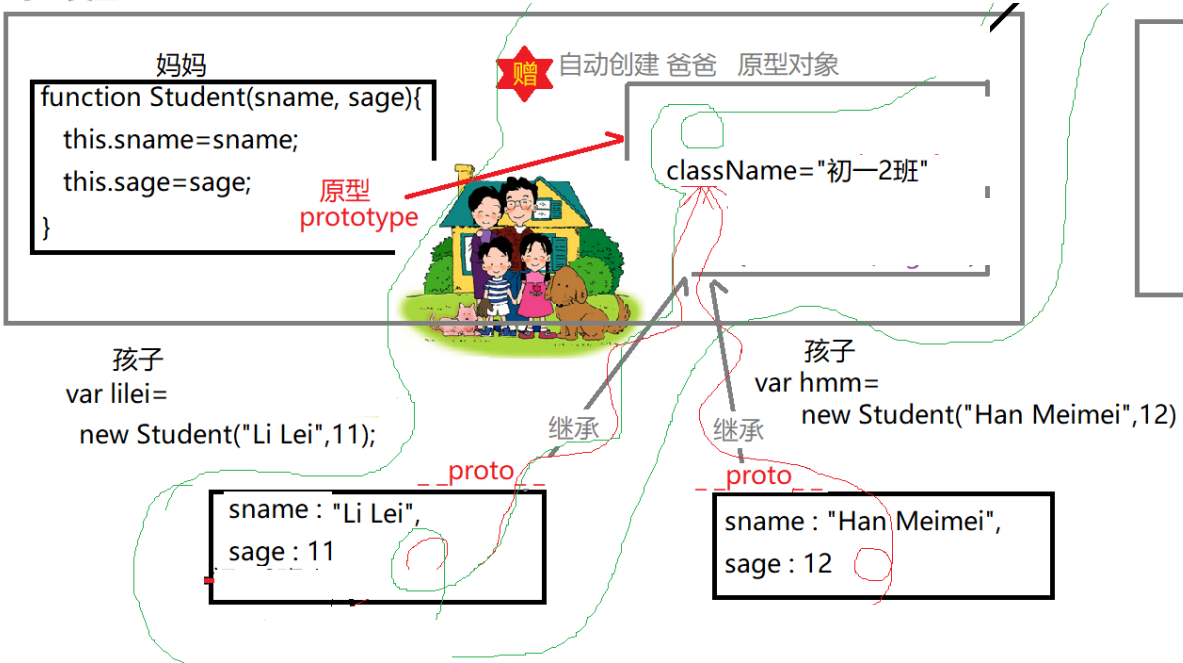 妈妈
赠
自动创建 爸爸 原型对象
function Student(sname, sage){
this.sname=sname;
this.sage=sage;
}
原型
prototype
className="初一2班"
孩子
var lilei=
new Student("Li Lei",11);
孩子
var hmm=
new Student("Han Meimei",12)
继承
继承
__proto__
__proto__
sname : "Li Lei",
sage : 11
sname : "Han Meimei",
sage : 12